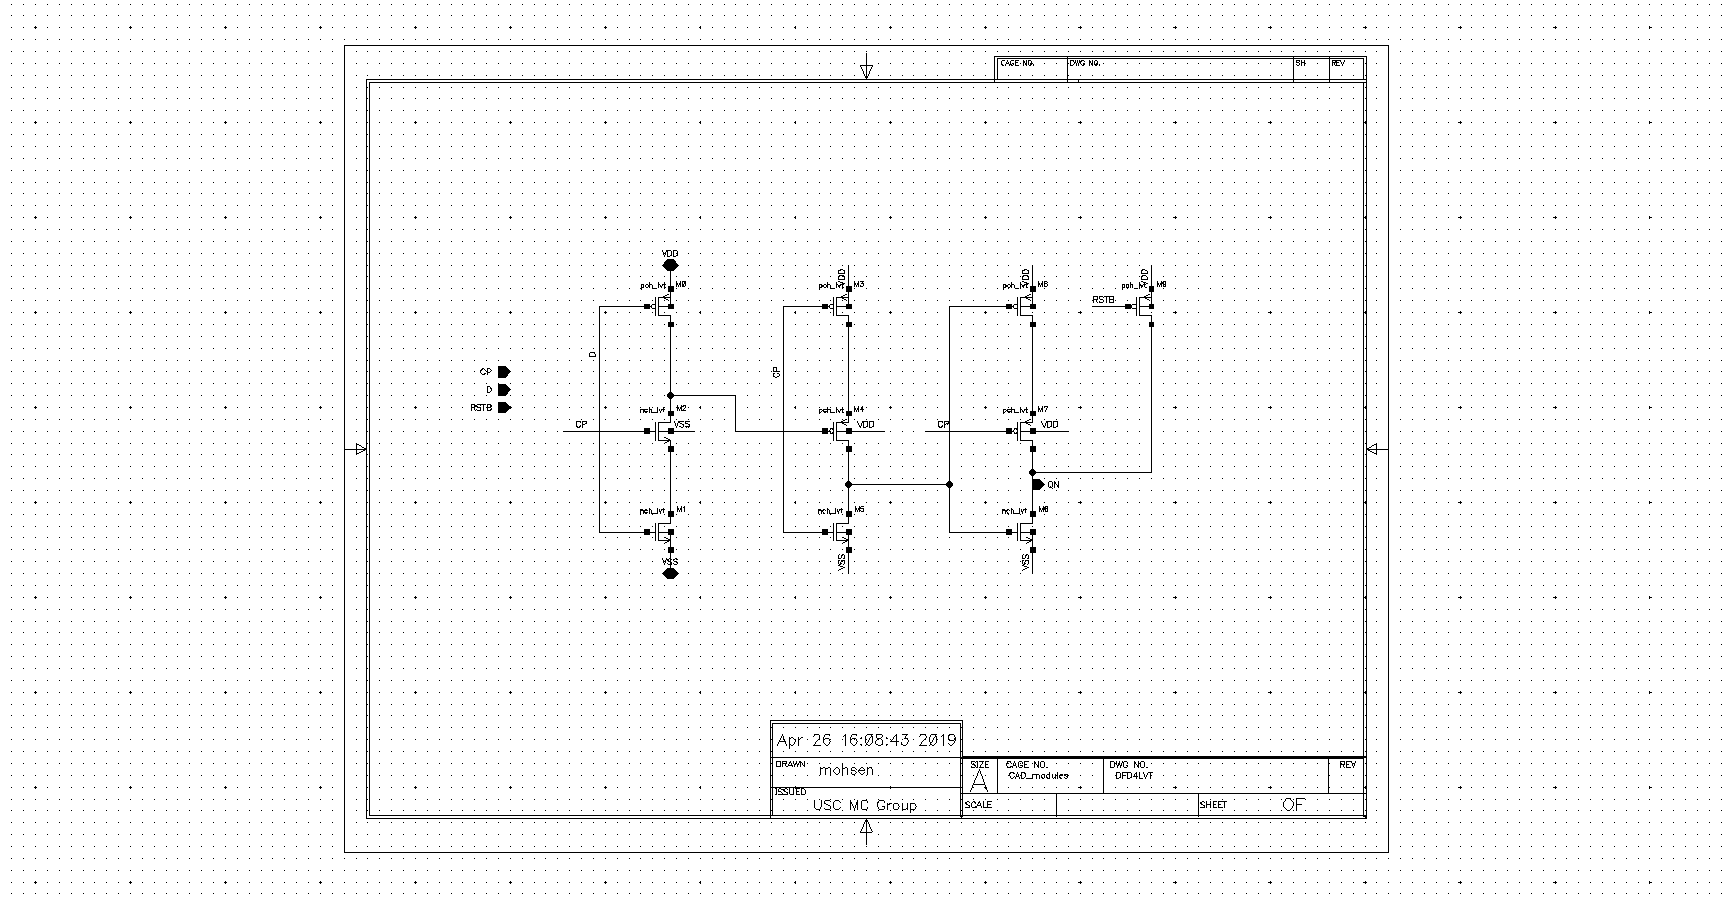 CAGE NO. DWG NO. SH REV
VDD
pch_lvt M0
VDD
pch_lvt M3
VDD
pch_lvt M6
VDD
pch_lvt M9
RSTB
D
CP
CP
D
RSTB
nch_lvt M2
CP VSS
pch_lvt M4
VDD
pch_lvt M7
CP VDD
QN
nch_lvt M1
VSS
nch_lvt M5
VSS
nch_lvt M8
VSS
Apr 26 16:08:43 2019
DRAWN mohsen
ISSUED
USC MC Group
SIZE
A
CAGE NO.
CAD_modules
DWG NO.
DFD4LVT
REV
SCALE
SHEET OF